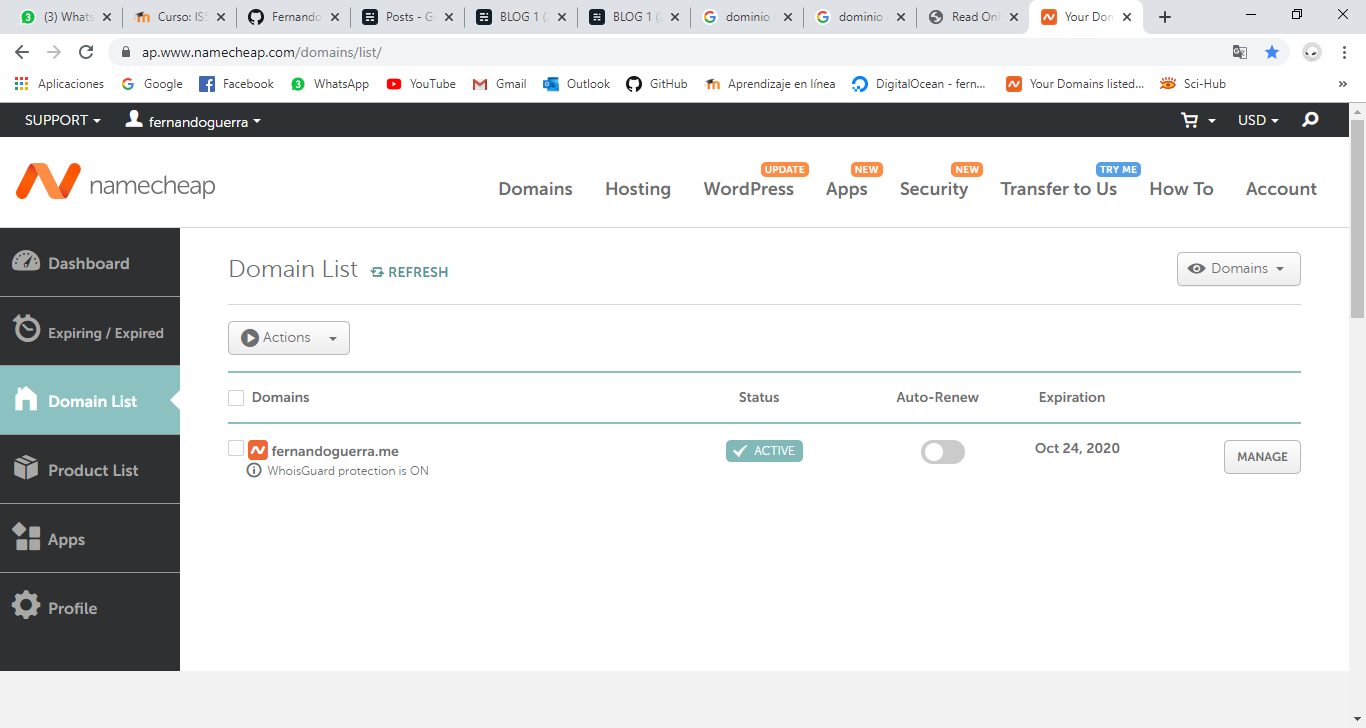 (3) Whats
Curso: IS
Fernando
Posts - G
BLOG 1 (
BLOG 1 (
dominio
dominio
Read Onl
Your Dom
ap.www.namecheap.com/domains/list/
Aplicaciones Google Facebook WhatsApp YouTube Gmail Outlook GitHub Aprendizaje en línea DigitalOcean - fern... Your Domains listed... Sci-Hub »
SUPPORT fernandoguerra USD
UPDATE NEW NEW TRY ME
namecheap Domains Hosting WordPress Apps Security Transfer to Us How To Account
Dashboard
Expiring / Expired
Domain List
Product List
Apps
Profile
Domain List REFRESH Domains
Actions
Domains Status Auto-Renew Expiration
fernandoguerra.me ACTIVE Oct 24, 2020 MANAGE
WhoisGuard protection is ON